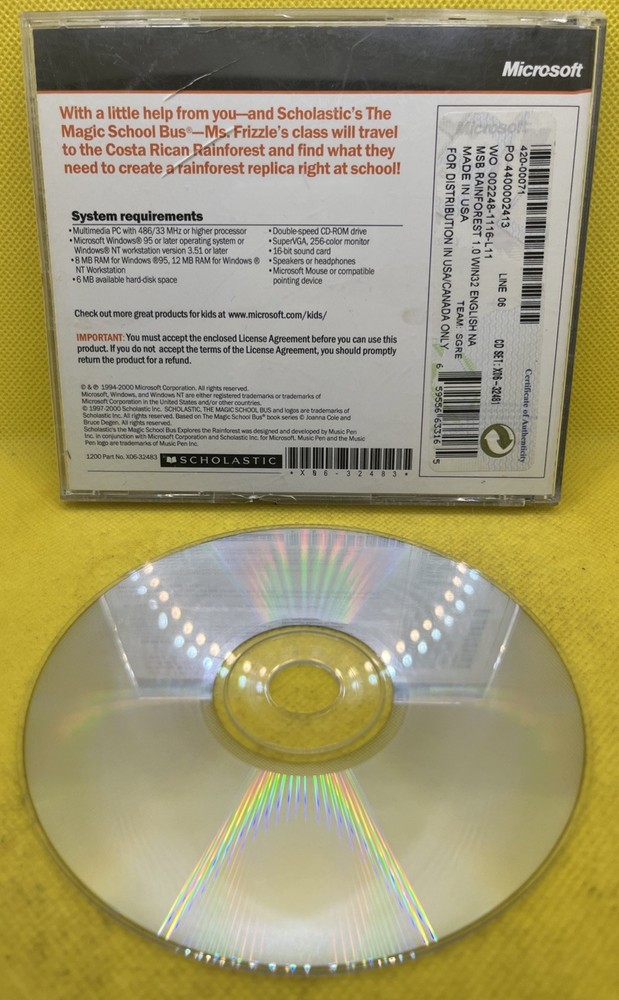 Microsoft
With a little help from you—and Scholastic's The
Magic School Bus®—Ms. Frizzle's class will travel
to the Costa Rican Rainforest and find what they
need to create a rainforest replica right at school!
System requirements
• Multimedia PC with 486/33 MHz or higher processor
• Microsoft Windows® 95 or later operating system or
Windows® NT workstation version 3.51 or later
• 8 MB RAM for Windows ®95, 12 MB RAM for Windows ®
NT Workstation
• 6 MB available hard-disk space
• Double-speed CD-ROM drive
• SuperVGA, 256-color monitor
• 16-bit sound card
• Speakers or headphones
• Microsoft Mouse or compatible
pointing device
Check out more great products for kids at www.microsoft.com/kids/
IMPORTANT: You must accept the enclosed License Agreement before you can use this
product. If you do not accept the terms of the License Agreement, you should promptly
return the product for a refund.
© & ℗ 1994-2000 Microsoft Corporation. All rights reserved.
Microsoft, Windows, and Windows NT are either registered trademarks or trademarks of
Microsoft Corporation in the United States and/or other countries.
© 1997-2000 Scholastic Inc. SCHOLASTIC, THE MAGIC SCHOOL BUS and logos are trademarks of
Scholastic Inc. All rights reserved. Based on The Magic School Bus® book series © Joanna Cole and
Bruce Degen. All rights reserved.
Scholastic's The Magic School Bus Explores the Rainforest was designed and developed by Music Pen
Inc. in conjunction with Microsoft Corporation and Scholastic Inc. for Microsoft. Music Pen and the Music
Pen logo are trademarks of Music Pen Inc.
1200 Part No. X06-32483
SCHOLASTIC
*X06-32483*
Microsoft
420-00071
PO 4400002413 LINE 06
WO 002248-1116-L11 CD SET: X06-32481
MSB RAINFOREST 1.0 WIN32 ENGLISH NA
MADE IN USA TEAM: SGRE
FOR DISTRIBUTION IN USA/CANADA ONLY
6 59556 63316 5
Certificate of Authenticity